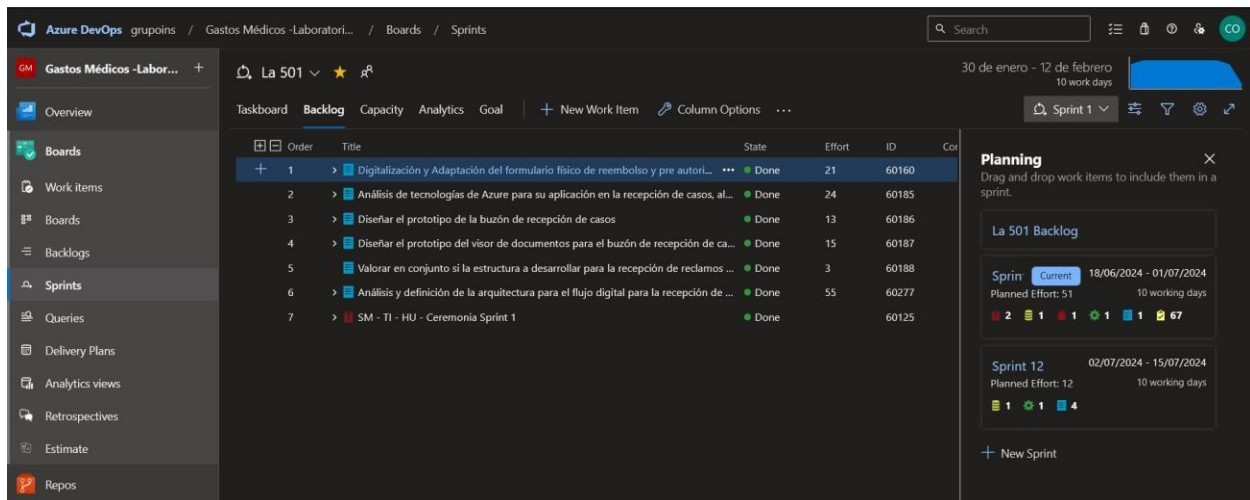 Azure DevOps grupoins / Gastos Médicos -Laboratori... / Boards / Sprints
Search
CO
GM Gastos Médicos -Labor... +
Overview
Boards
Work items
Boards
Backlogs
Sprints
Queries
Delivery Plans
Analytics views
Retrospectives
Estimate
Repos
La 501
30 de enero - 12 de febrero
10 work days
Taskboard Backlog Capacity Analytics Goal + New Work Item Column Options ...
Sprint 1
Order Title State Effort ID Cor
1 Digitalización y Adaptación del formulario físico de reembolso y pre autori... ... Done 21 60160
2 Análisis de tecnologías de Azure para su aplicación en la recepción de casos, al... Done 24 60185
3 Diseñar el prototipo de la buzón de recepción de casos Done 13 60186
4 Diseñar el prototipo del visor de documentos para el buzón de recepción de ca... Done 15 60187
5 Valorar en conjunto si la estructura a desarrollar para la recepción de reclamos ... Done 3 60188
6 Análisis y definición de la arquitectura para el flujo digital para la recepción de ... Done 55 60277
7 SM - TI - HU - Ceremonia Sprint 1 Done 60125
Planning
Drag and drop work items to include them in a
sprint.
La 501 Backlog
Sprin Current 18/06/2024 - 01/07/2024
Planned Effort: 51 10 working days
2 1 1 1 1 67
Sprint 12 02/07/2024 - 15/07/2024
Planned Effort: 12 10 working days
1 1 4
+ New Sprint